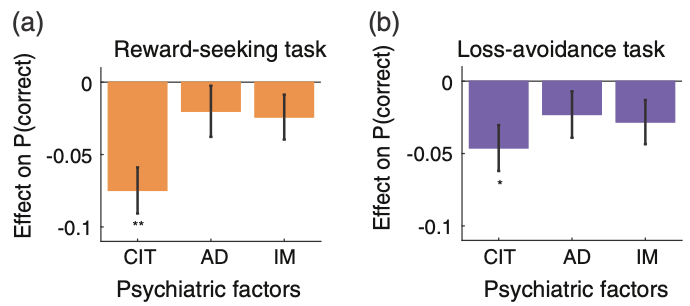 (a)
Reward-seeking task
Effect on P(correct)
0
-0.05
-0.1
**
CIT AD IM
Psychiatric factors
(b)
Loss-avoidance task
Effect on P(correct)
0
-0.05
-0.1
*
CIT AD IM
Psychiatric factors